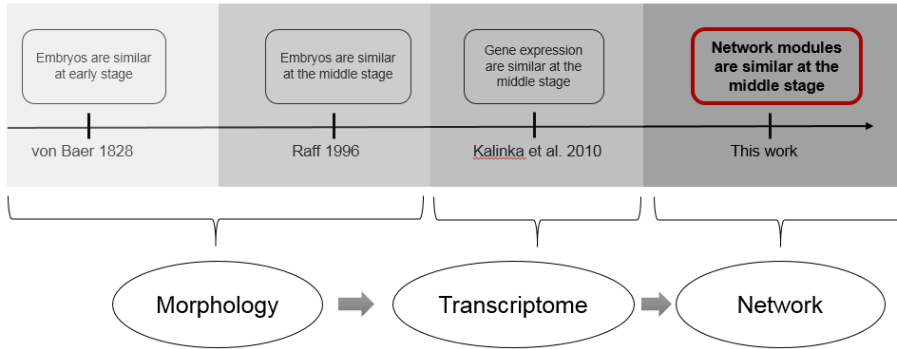 Embryos are similar
at early stage
Embryos are similar
at the middle stage
Gene expression
are similar at the
middle stage
Network modules
are similar at the
middle stage
von Baer 1828
Raff 1996
Kalinka et al. 2010
This work
Morphology
Transcriptome
Network